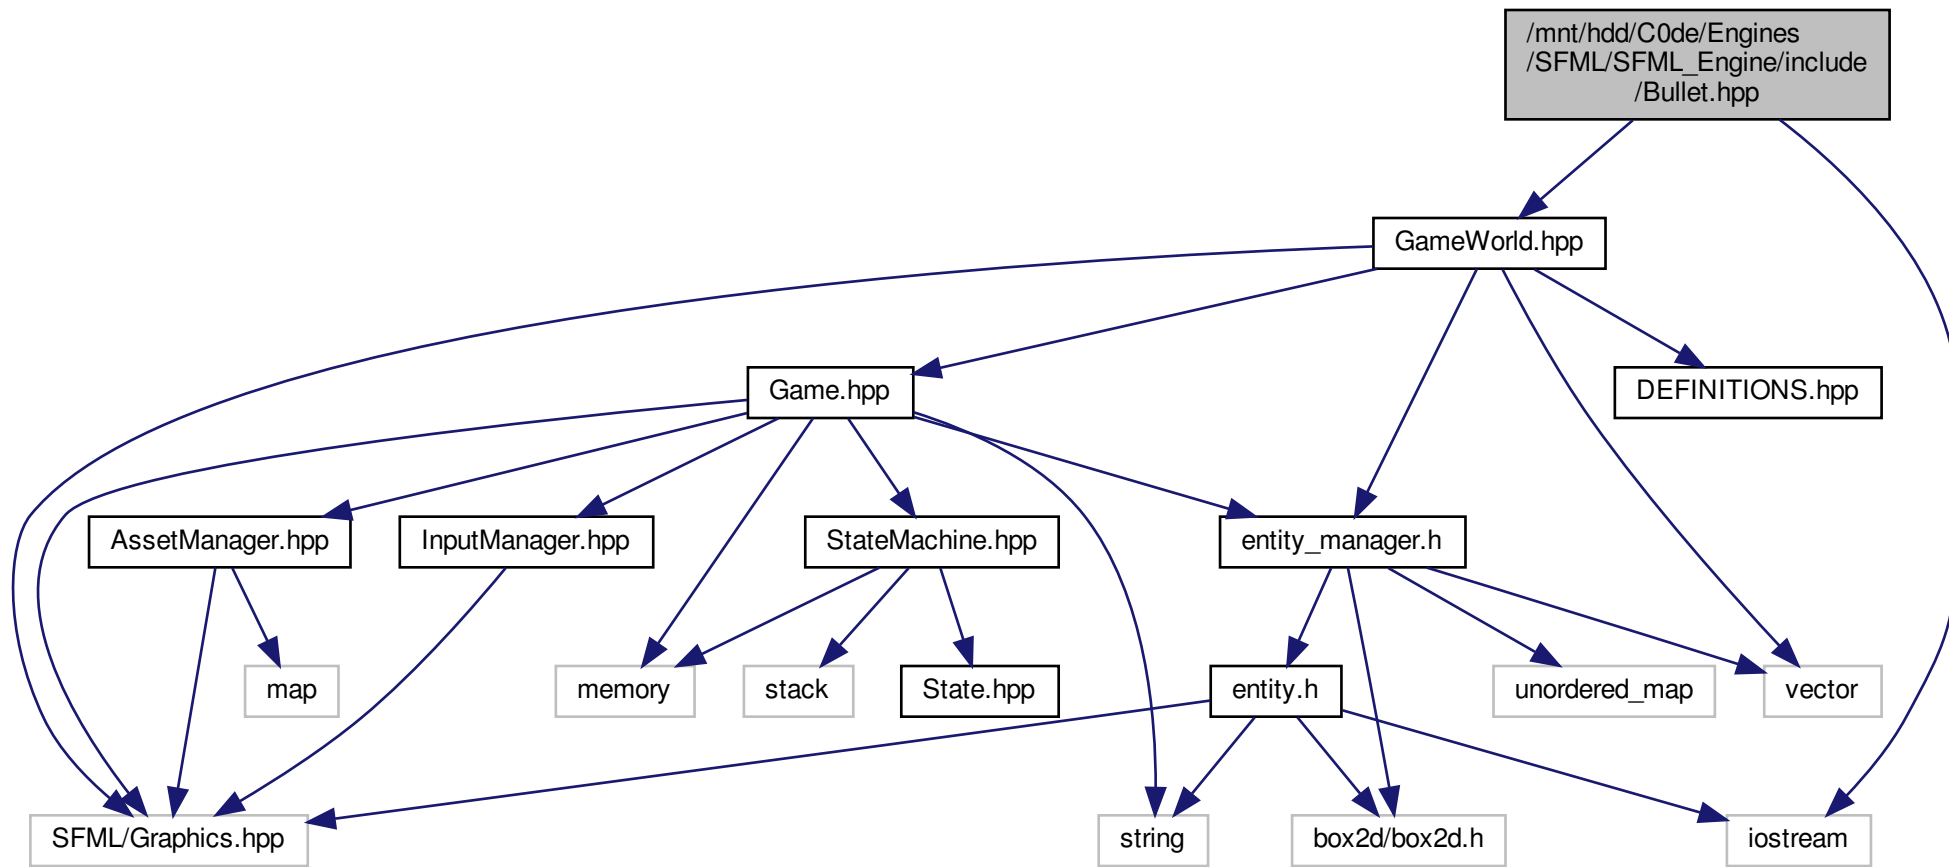 /mnt/hdd/C0de/Engines
/SFML/SFML_Engine/include
/Bullet.hpp
GameWorld.hpp
Game.hpp
DEFINITIONS.hpp
AssetManager.hpp
InputManager.hpp
StateMachine.hpp
entity_manager.h
map
memory
stack
State.hpp
entity.h
unordered_map
vector
SFML/Graphics.hpp
string
box2d/box2d.h
iostream